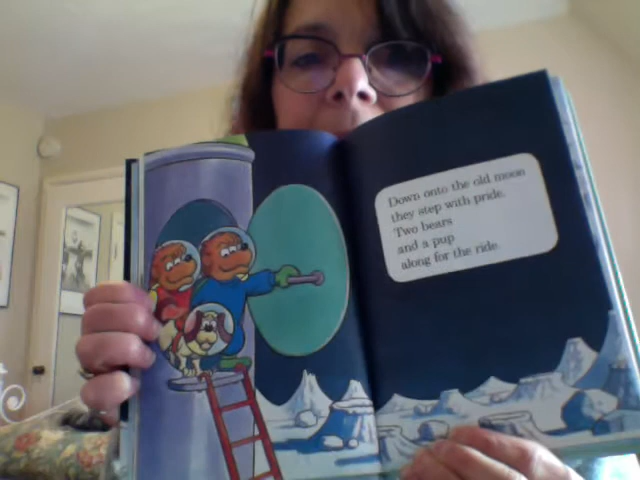 Down onto the old moon
they step with pride.
Two bears
and a pup
along for the ride.